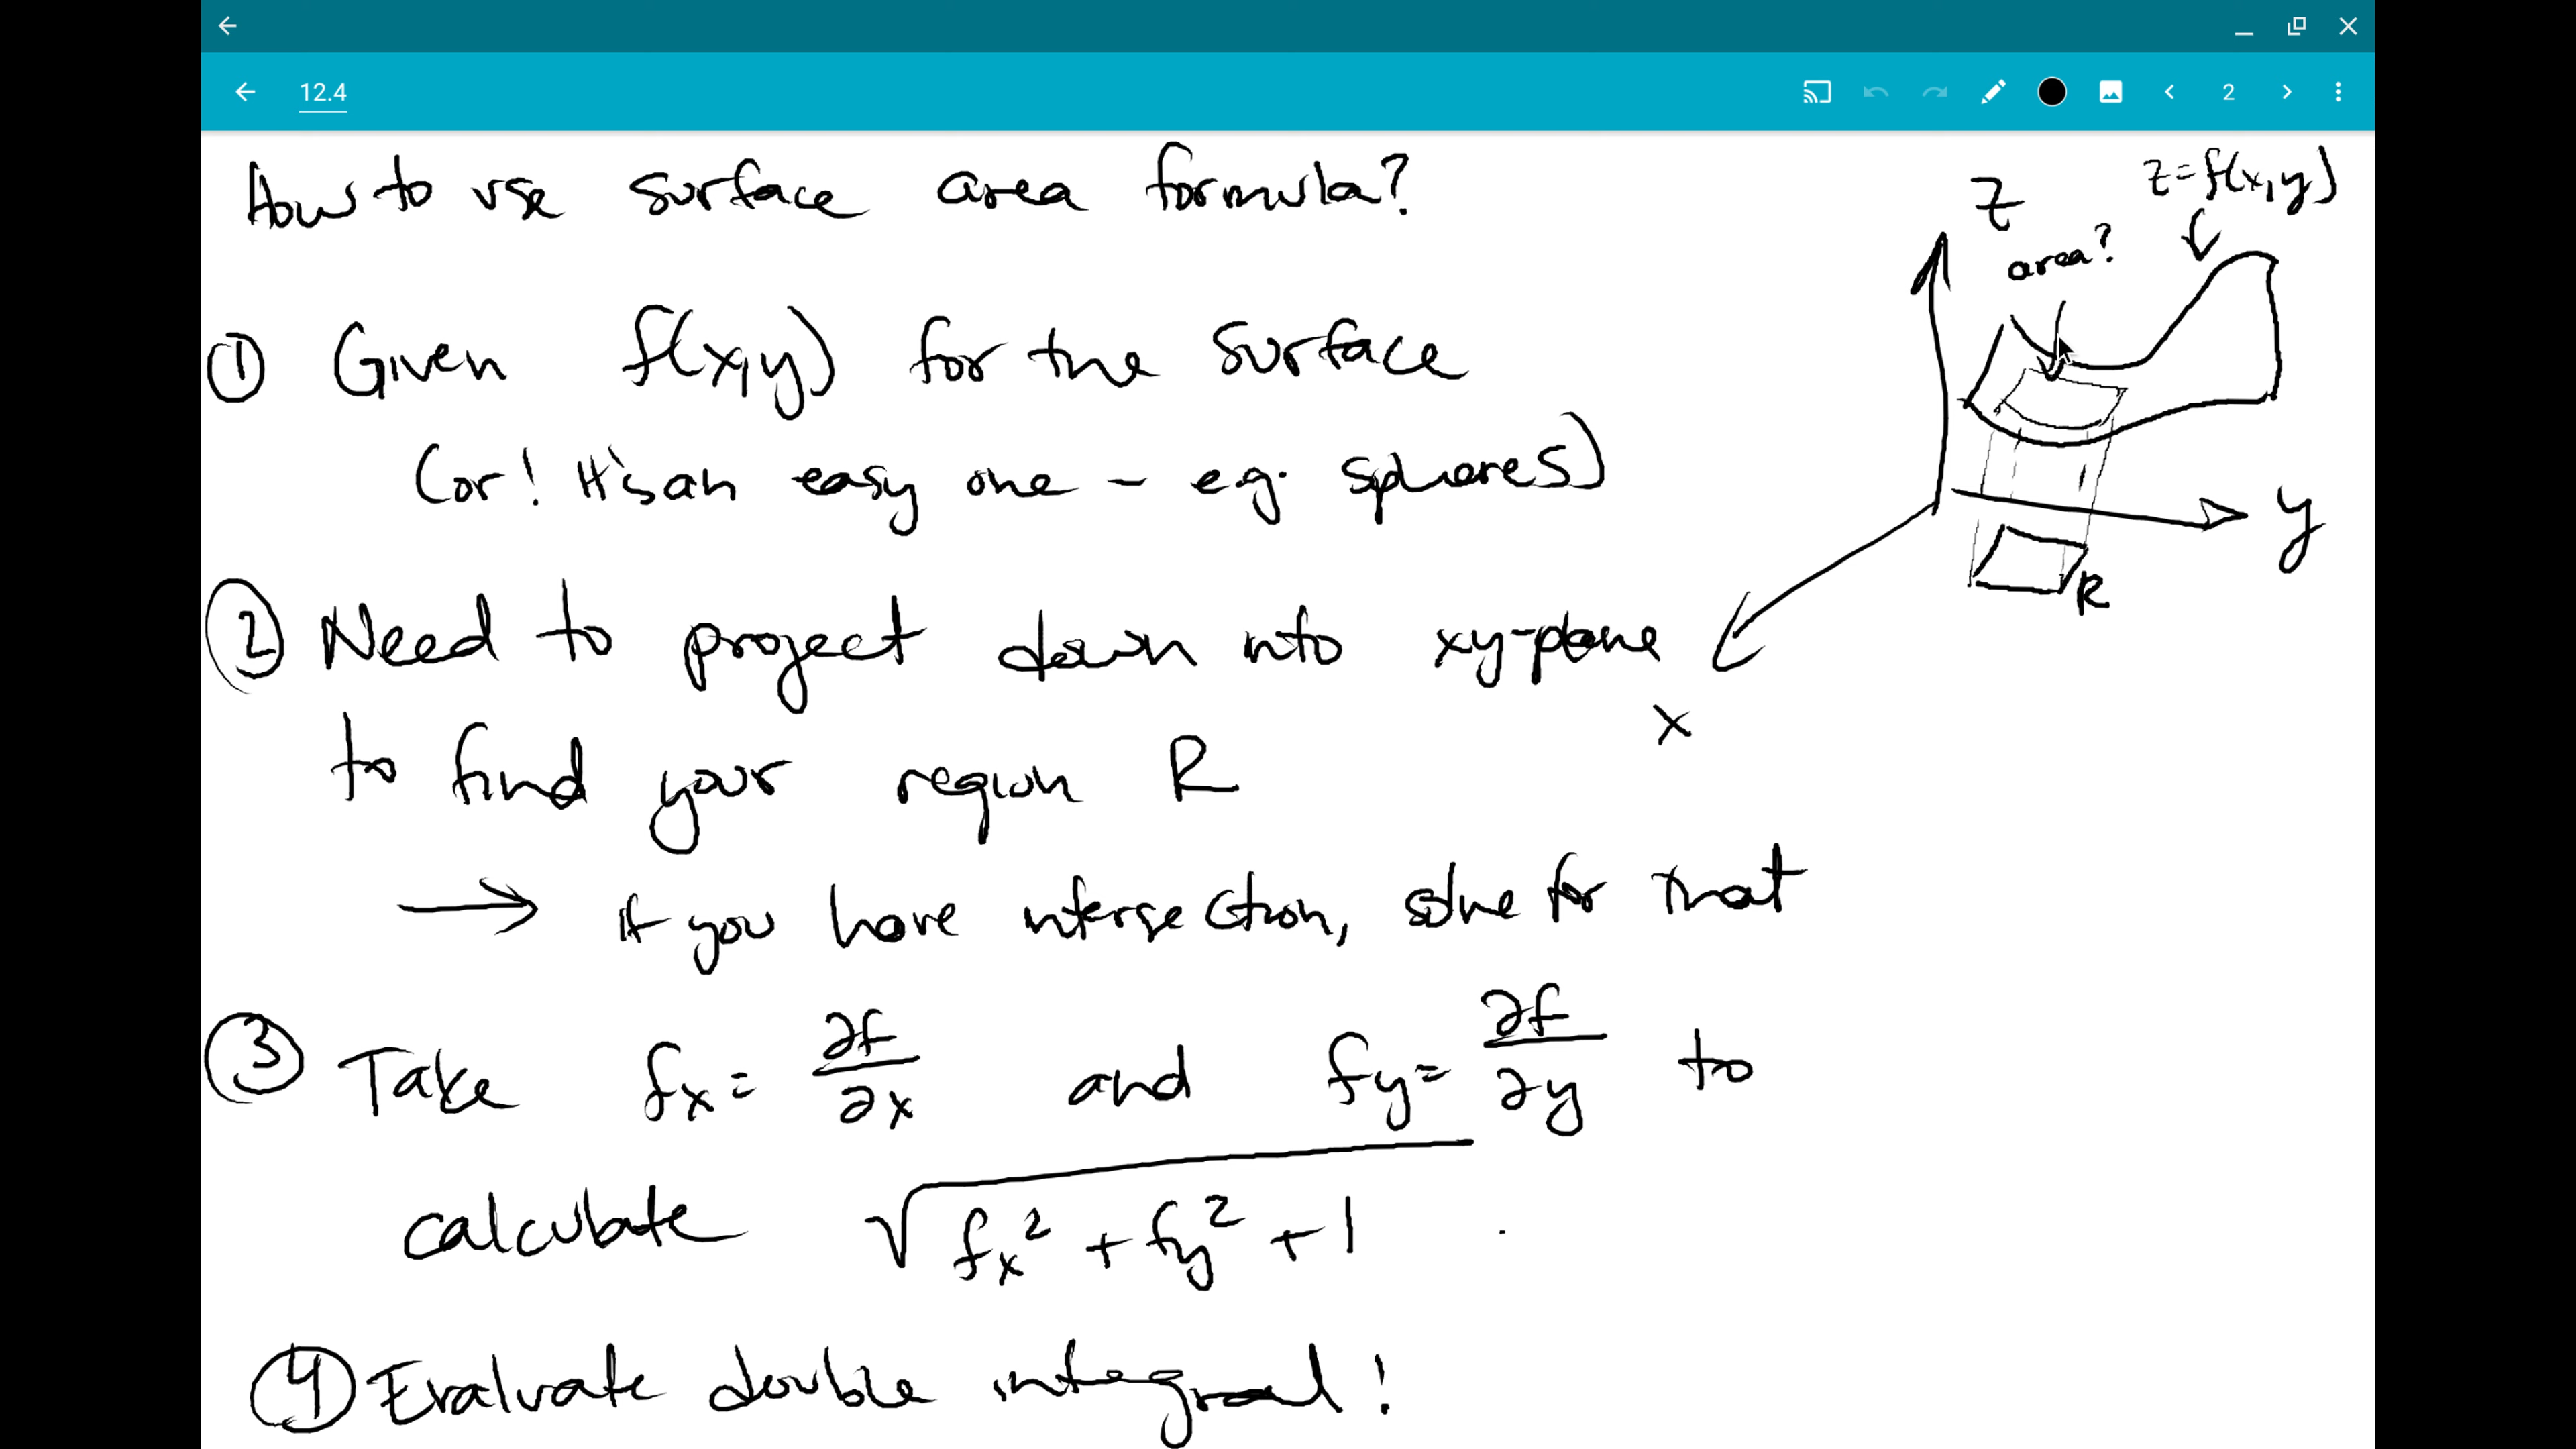 12.4
2
How to use surface area formula?
① Given f(x,y) for the surface
(or! It's an easy one - e.g. spheres)
② Need to project down into xy-plane
to find your region R
→ if you have intersection, solve for that
③ Take fx = ∂f/∂x and fy = ∂f/∂y to
calculate √(fx² + fy² + 1)
④ Evaluate double integral!
z
z=f(x,y)
area?
y
R
x